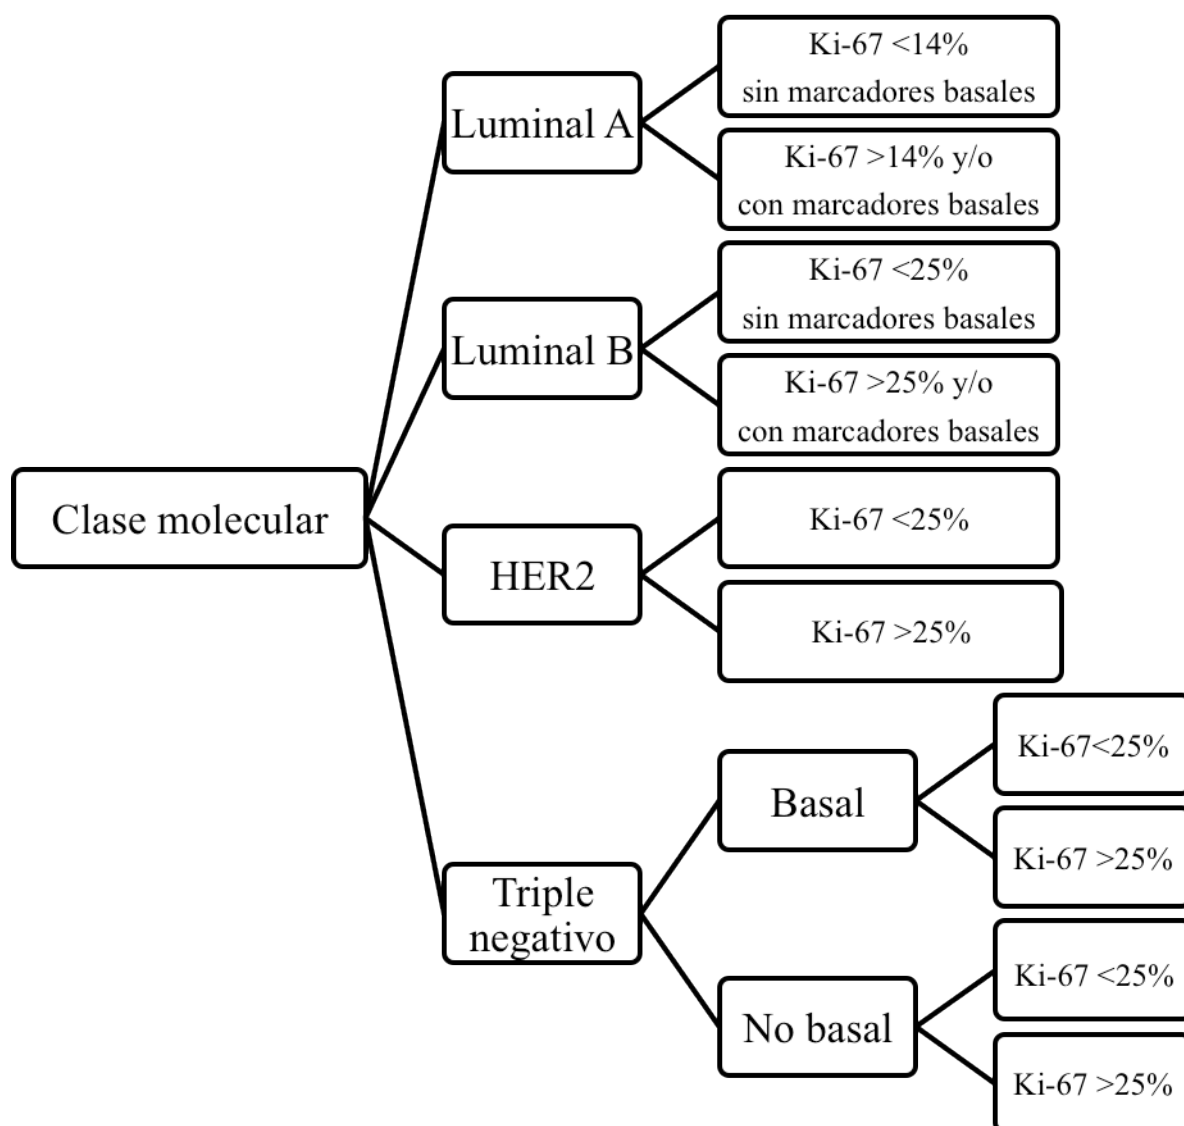 Clase molecular
Luminal A
Ki-67 <14%
sin marcadores basales
Ki-67 >14% y/o
con marcadores basales
Luminal B
Ki-67 <25%
sin marcadores basales
Ki-67 >25% y/o
con marcadores basales
HER2
Ki-67 <25%
Ki-67 >25%
Triple
negativo
Basal
Ki-67<25%
Ki-67 >25%
No basal
Ki-67 <25%
Ki-67 >25%